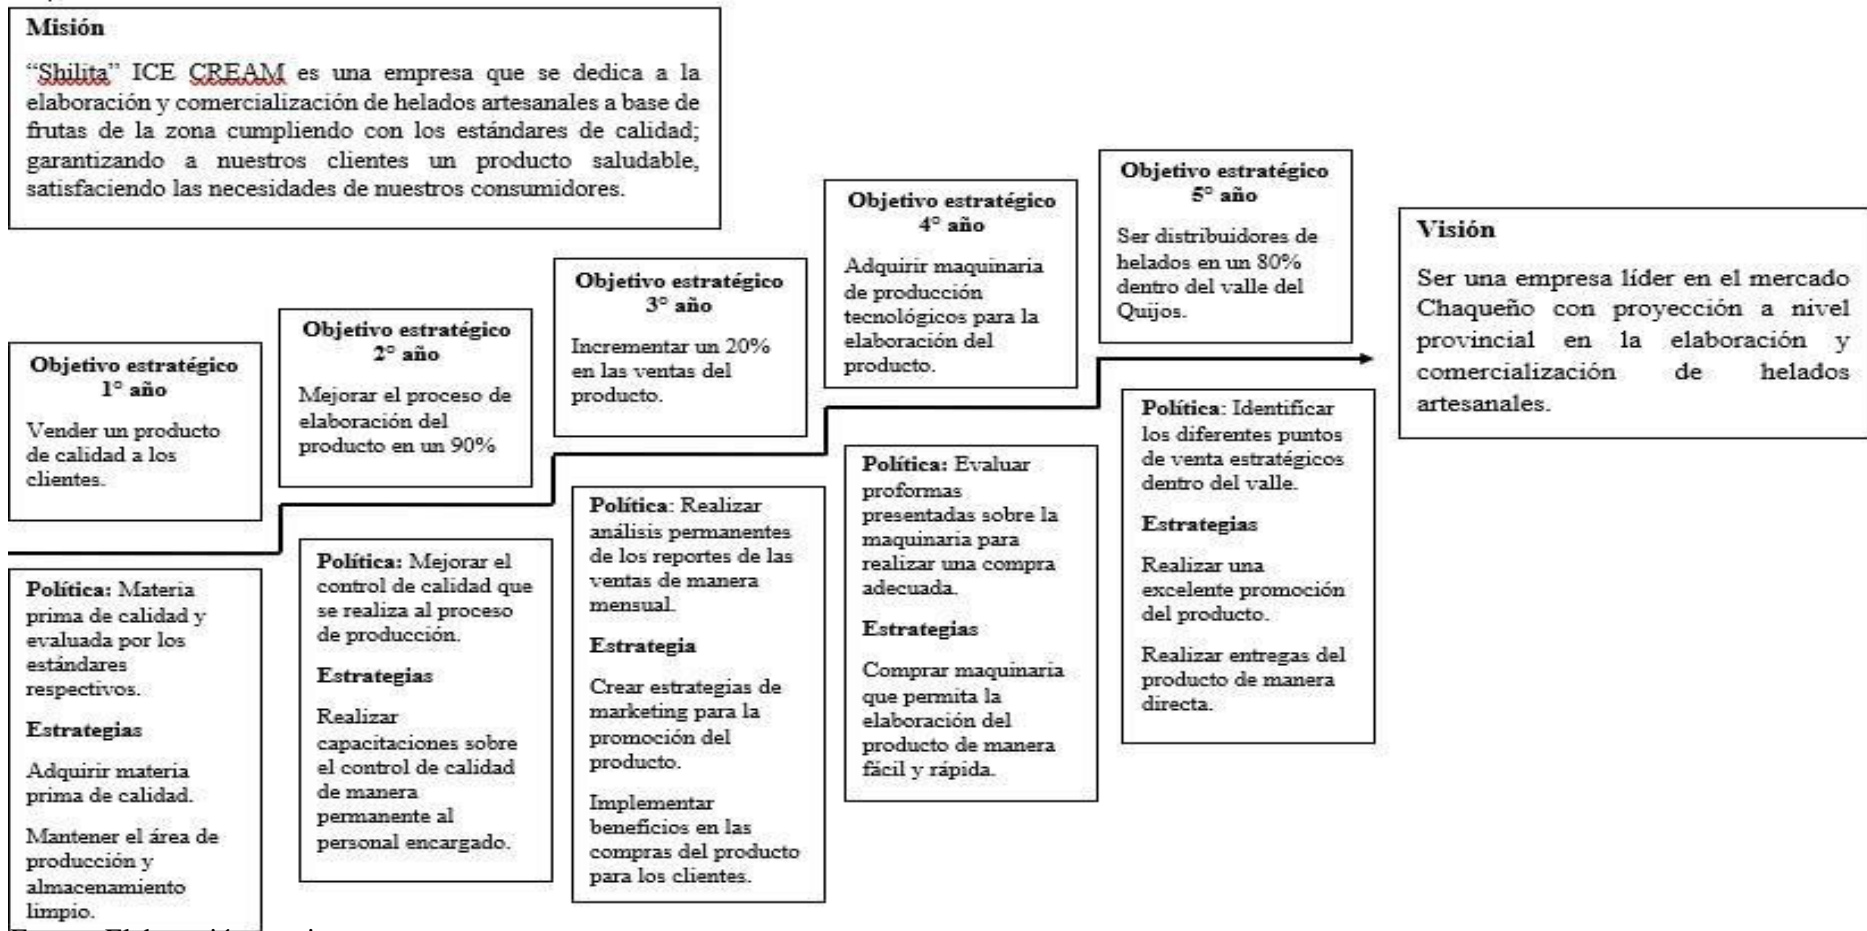 Misión
“Shilita” ICE CREAM es una empresa que se dedica a la
elaboración y comercialización de helados artesanales a base de
frutas de la zona cumpliendo con los estándares de calidad;
garantizando a nuestros clientes un producto saludable,
satisfaciendo las necesidades de nuestros consumidores.
Objetivo estratégico
1° año
Vender un producto
de calidad a los
clientes.
Objetivo estratégico
2° año
Mejorar el proceso de
elaboración del
producto en un 90%
Objetivo estratégico
3° año
Incrementar un 20%
en las ventas del
producto.
Objetivo estratégico
4° año
Adquirir maquinaria
de producción
tecnológicos para la
elaboración del
producto.
Objetivo estratégico
5° año
Ser distribuidores de
helados en un 80%
dentro del valle del
Quijos.
Visión
Ser una empresa líder en el mercado
Chaqueño con proyección a nivel
provincial en la elaboración y
comercialización de helados
artesanales.
Política: Materia
prima de calidad y
evaluada por los
estándares
respectivos.
Estrategias
Adquirir materia
prima de calidad.
Mantener el área de
producción y
almacenamiento
limpio.
Política: Mejorar el
control de calidad que
se realiza al proceso
de producción.
Estrategias
Realizar
capacitaciones sobre
el control de calidad
de manera
permanente al
personal encargado.
Política: Realizar
análisis permanentes
de los reportes de las
ventas de manera
mensual.
Estrategia
Crear estrategias de
marketing para la
promoción del
producto.
Implementar
beneficios en las
compras del producto
para los clientes.
Política: Evaluar
proformas
presentadas sobre la
maquinaria para
realizar una compra
adecuada.
Estrategias
Comprar maquinaria
que permita la
elaboración del
producto de manera
fácil y rápida.
Política: Identificar
los diferentes puntos
de venta estratégicos
dentro del valle.
Estrategias
Realizar una
excelente promoción
del producto.
Realizar entregas del
producto de manera
directa.